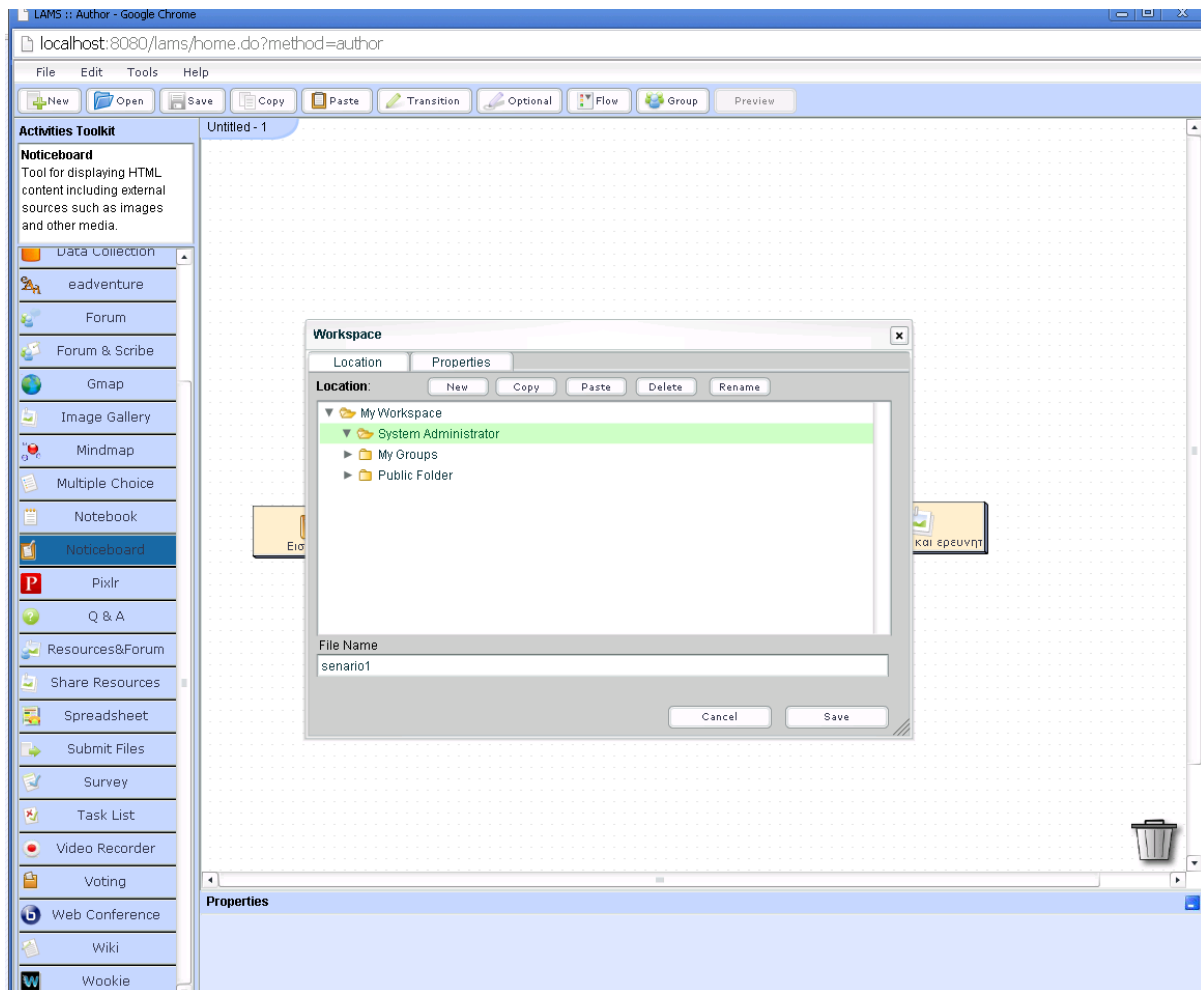 LAMS :: Author - Google Chrome
localhost:8080/lams/home.do?method=author
File Edit Tools Help
New Open Save Copy Paste Transition Optional Flow Group Preview
Activities Toolkit
Untitled - 1
Noticeboard
Tool for displaying HTML
content including external
sources such as images
and other media.
Data Collection
eadventure
Forum
Forum & Scribe
Gmap
Image Gallery
Mindmap
Multiple Choice
Notebook
Noticeboard
Pixlr
Q & A
Resources&Forum
Share Resources
Spreadsheet
Submit Files
Survey
Task List
Video Recorder
Voting
Web Conference
Wiki
Wookie
Workspace
Location Properties
Location: New Copy Paste Delete Rename
My Workspace
System Administrator
My Groups
Public Folder
File Name
senario1
Cancel Save
Εισ
και ερευνητ
Properties